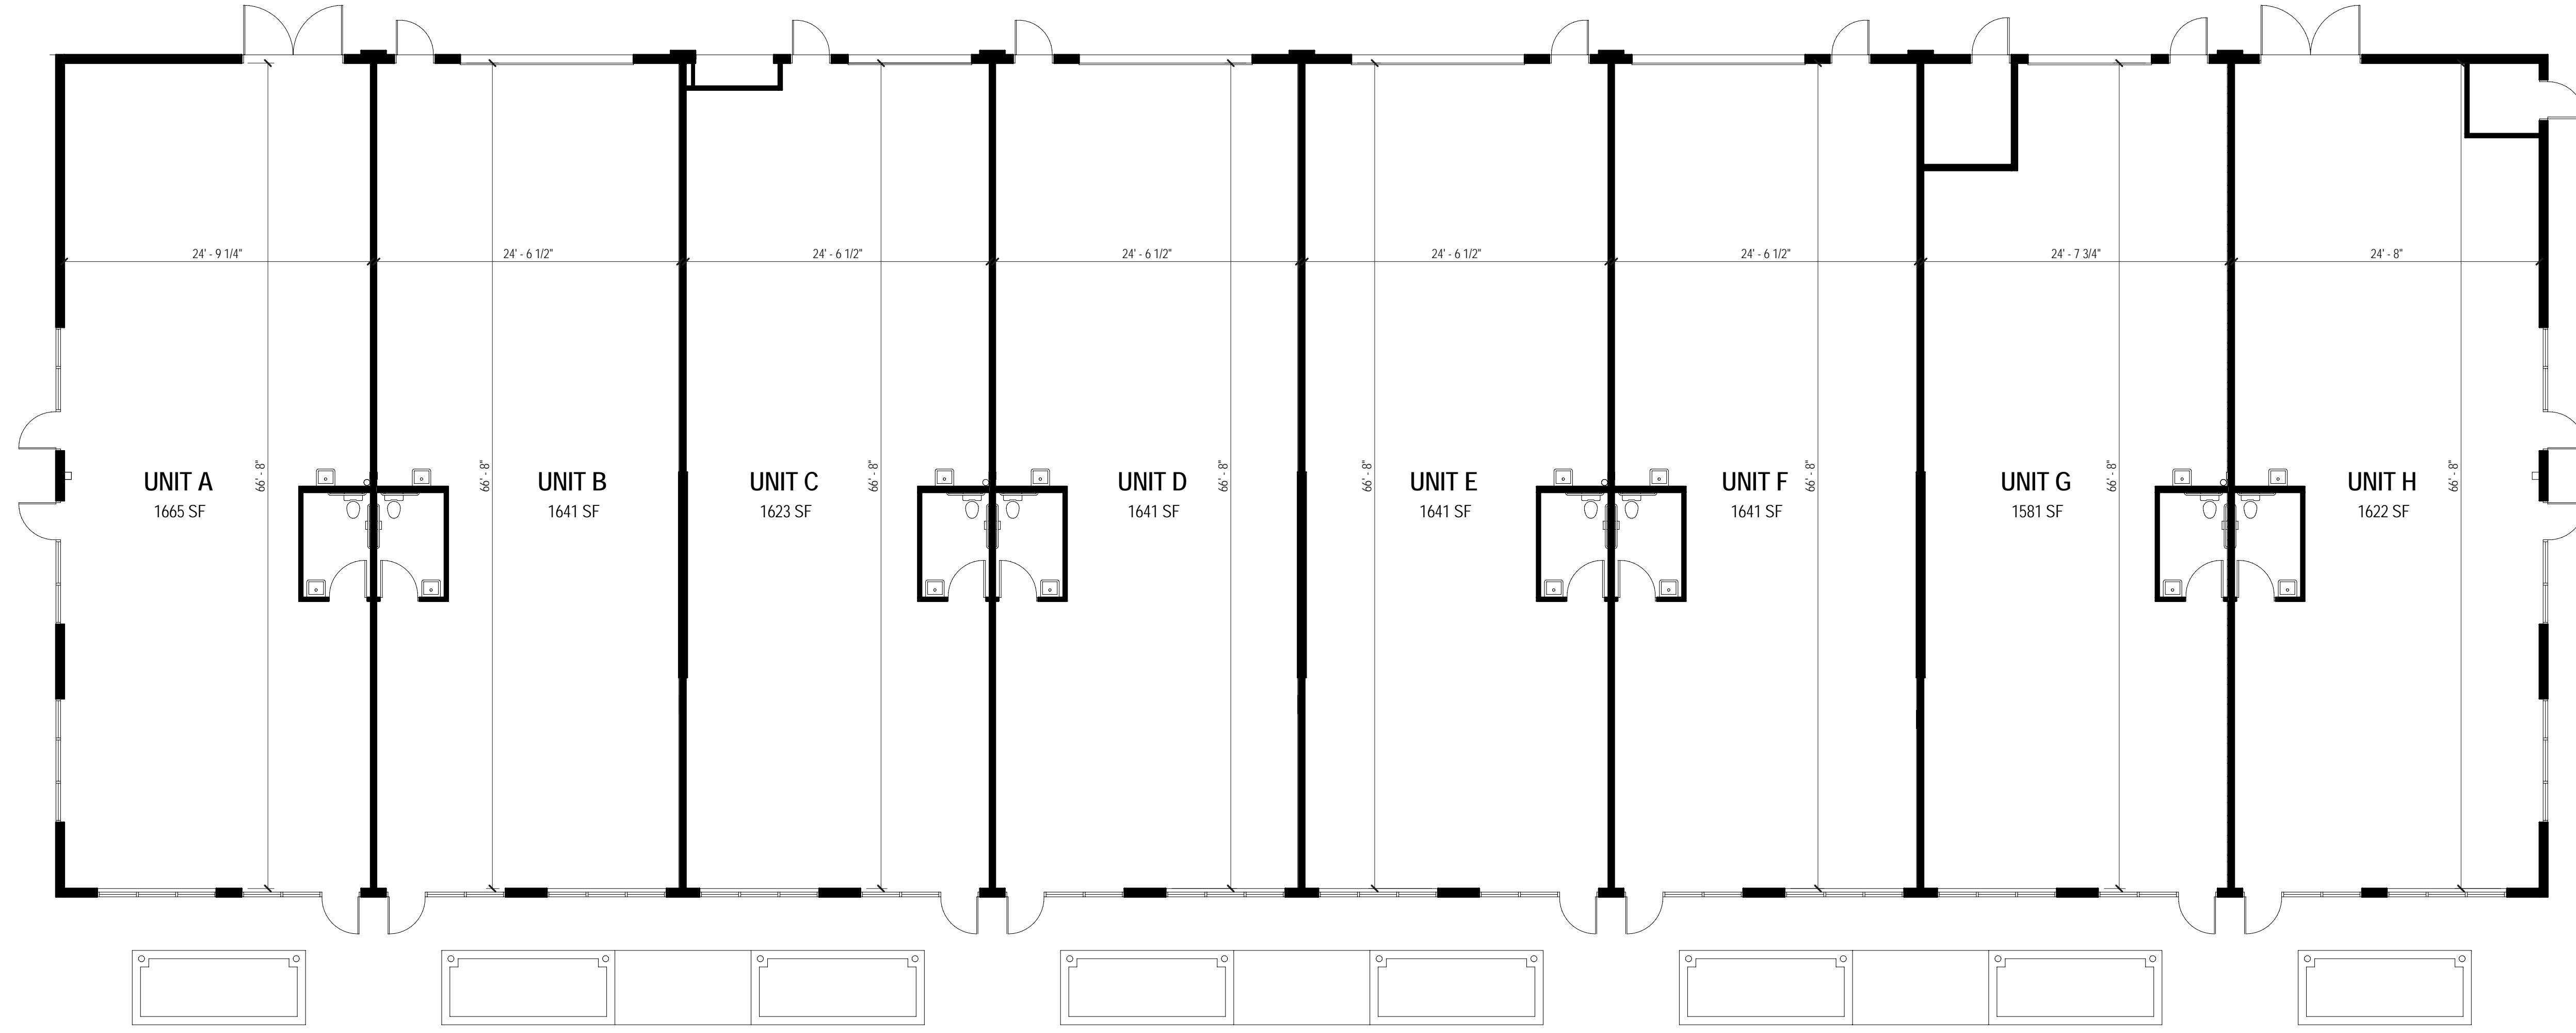 24' - 9 1/4"
24' - 6 1/2"
24' - 6 1/2"
24' - 6 1/2"
24' - 6 1/2"
24' - 6 1/2"
24' - 7 3/4"
24' - 8"
UNIT A
1665 SF
66' - 8"
66' - 8"
UNIT B
1641 SF
UNIT C
1623 SF
66' - 8"
UNIT D
1641 SF
66' - 8"
66' - 8"
UNIT E
1641 SF
UNIT F
1641 SF
66' - 8"
UNIT G
1581 SF
66' - 8"
UNIT H
1622 SF
66' - 8"